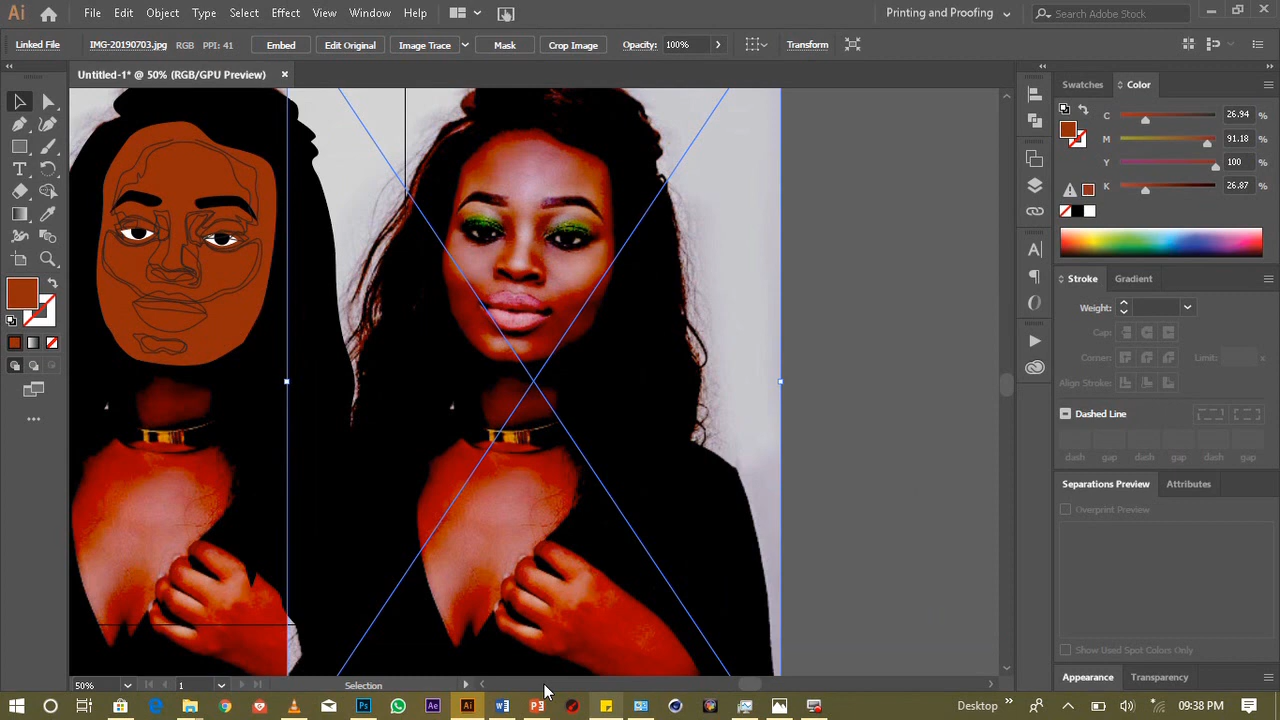 Ai File Edit Object Type Select Effect View Window Help Printing and Proofing Search Adobe Stock
Linked File IMG-20190703.jpg RGB PPI: 41 Embed Edit Original Image Trace Mask Crop Image Opacity: 100% Transform
Untitled-1* @ 50% (RGB/GPU Preview)
Swatches Color
C 26.94 %
M 91.18 %
Y 100 %
K 26.87 %
Stroke Gradient
Weight:
Cap:
Corner: Limit: x
Align Stroke:
Dashed Line
dash gap dash gap dash gap
Separations Preview Attributes
Overprint Preview
Show Used Spot Colors Only
Appearance Transparency
50% 1 Selection
Ps Ae Ai Desktop 09:38 PM